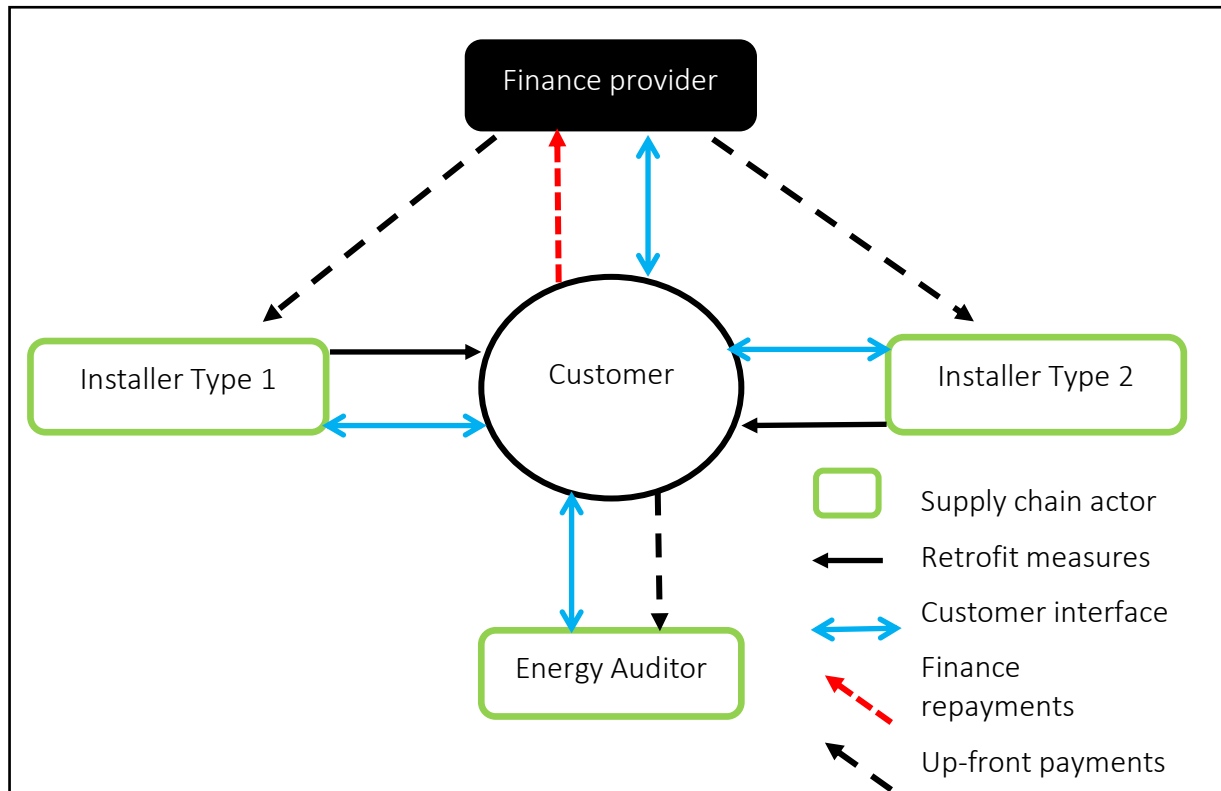 Finance provider
Installer Type 1
Customer
Installer Type 2
Energy Auditor
Supply chain actor
Retrofit measures
Customer interface
Finance
repayments
Up-front payments